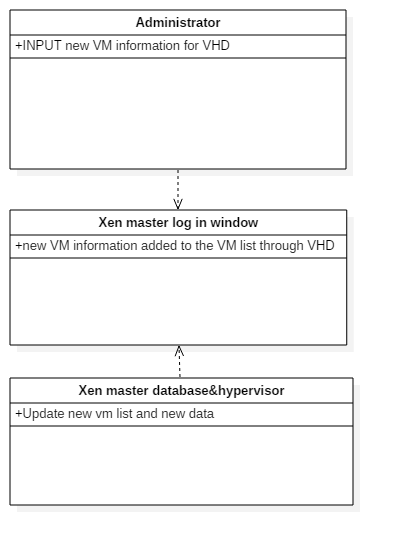 Administrator
+INPUT new VM information for VHD
Xen master log in window
+new VM information added to the VM list through VHD
Xen master database&hypervisor
+Update new vm list and new data